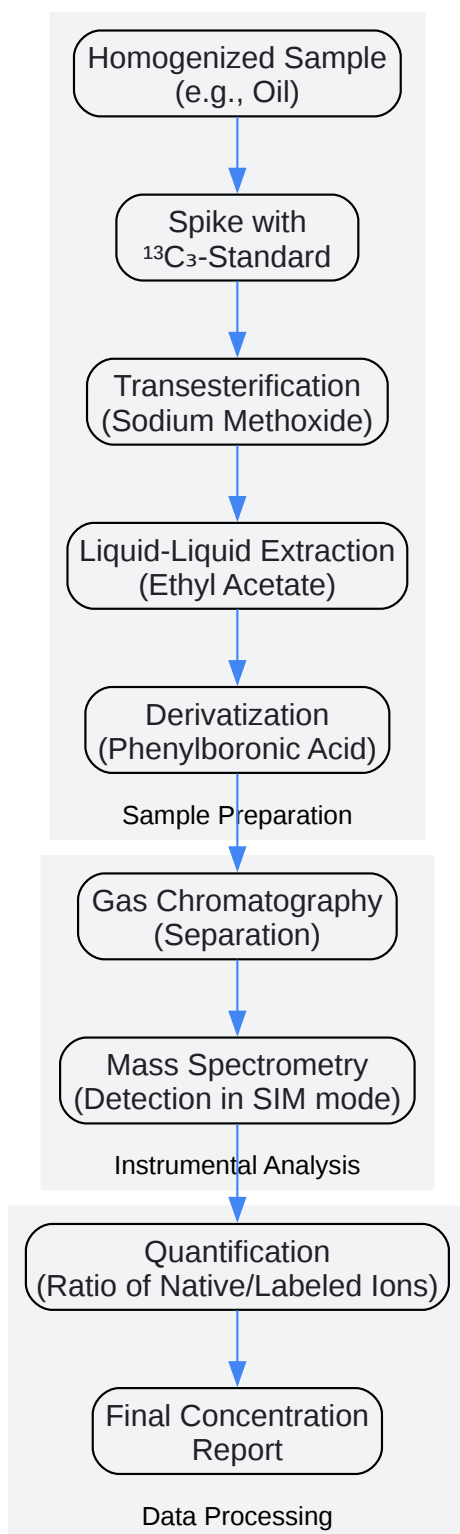 Homogenized Sample
(e.g., Oil)
Spike with
¹³C₃-Standard
Transesterification
(Sodium Methoxide)
Liquid-Liquid Extraction
(Ethyl Acetate)
Derivatization
(Phenylboronic Acid)
Sample Preparation
Gas Chromatography
(Separation)
Mass Spectrometry
(Detection in SIM mode)
Instrumental Analysis
Quantification
(Ratio of Native/Labeled Ions)
Final Concentration
Report
Data Processing